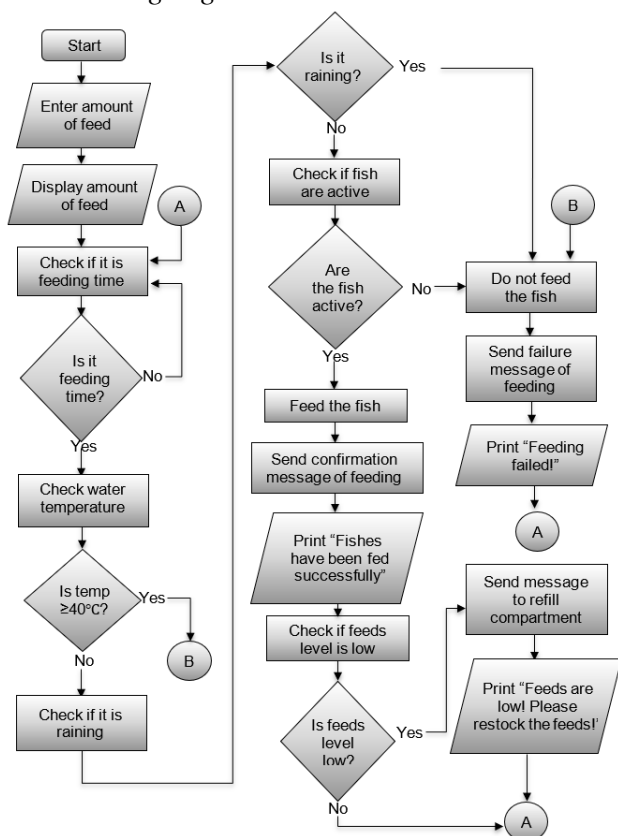 Start
Enter amount
of feed
Display amount
of feed
A
Check if it is
feeding time
Is it
feeding
time?
No
Yes
Check water
temperature
Is temp
≥40℃?
Yes
B
No
Check if it is
raining
Is it
raining?
Yes
No
Check if fish
are active
Are
the fish
active?
No
Yes
Feed the fish
Send confirmation
message of feeding
Print “Fishes
have been fed
successfully”
Check if feeds
level is low
Is feeds
level
low?
Yes
No
B
Do not feed
the fish
Send failure
message of
feeding
Print “Feeding
failed!”
A
Send message
to refill
compartment
Print “Feeds are
low! Please
restock the feeds!’
A